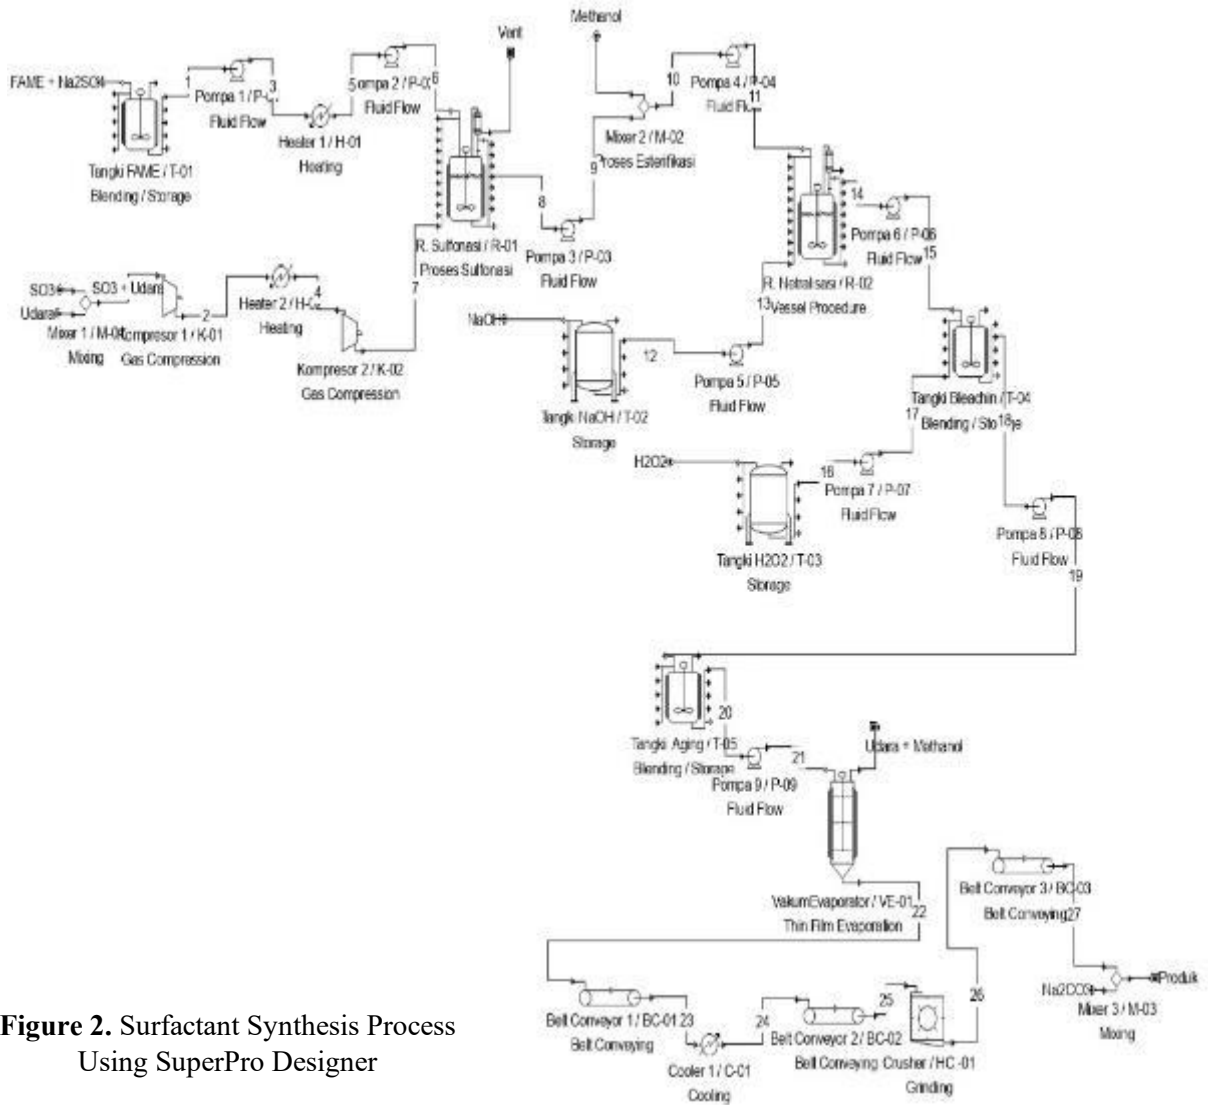 Methanol
Vent
FAME + Na2SO4
1
3
5
6
10
Pompa 1 / P-
Fluid Flow
ompa 2 / P-0
Fluid Flow
Pompa 4 / P-04
Fluid Flow
11
Heater 1 / H-01
Heating
Mixer 2 / M-02
Proses Esterifikasi
9
Tangki FAME / T-01
Blending / Storage
8
14
R. Sulfonasi / R-01
Proses Sulfonasi
Pompa 3 / P-03
Fluid Flow
Pompa 6 / P-06
Fluid Flow
15
SO3
SO3 + Udara
Udara
2
4
7
Mixer 1 / M-01
Mixing
Kompresor 1 / K-01
Gas Compression
Heater 2 / H-02
Heating
R. Netralisasi / R-02
Vessel Procedure
13
NaOH
12
Kompresor 2 / K-02
Gas Compression
Pompa 5 / P-05
Fluid Flow
Tangki NaOH / T-02
Storage
Tangki Bleachin / T-04
Blending / Storage
17
18
H2O2
16
Pompa 7 / P-07
Fluid Flow
Tangki H2O2 / T-03
Storage
Pompa 8 / P-08
Fluid Flow
19
20
Tangki Aging / T-05
Blending / Storage
21
Udara + Methanol
Pompa 9 / P-09
Fluid Flow
VakumEvaporator / VE-01
Thin Film Evaporation
22
Belt Conveyor 3 / BC-03
Belt Conveying
27
Produk
Na2CO3
Mixer 3 / M-03
Mixing
Belt Conveyor 1 / BC-01
Belt Conveying
23
24
25
26
Belt Conveyor 2 / BC-02
Belt Conveying
Crusher / HC -01
Grinding
Cooler 1 / C-01
Cooling
Figure 2. Surfactant Synthesis Process
Using SuperPro Designer